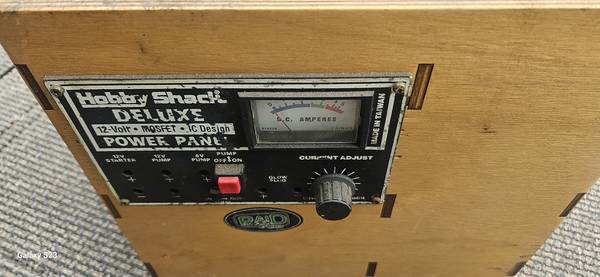 Hobby Shack
DELUXE
12-Volt • MOSFET • IC Design
POWER PANEL
D.C. AMPERES
MADE IN TAIWAN
12V STARTER
12V PUMP
6V PUMP
PUMP
OFF ON
GLOW PLUG
CURRENT ADJUST
Galaxy S23